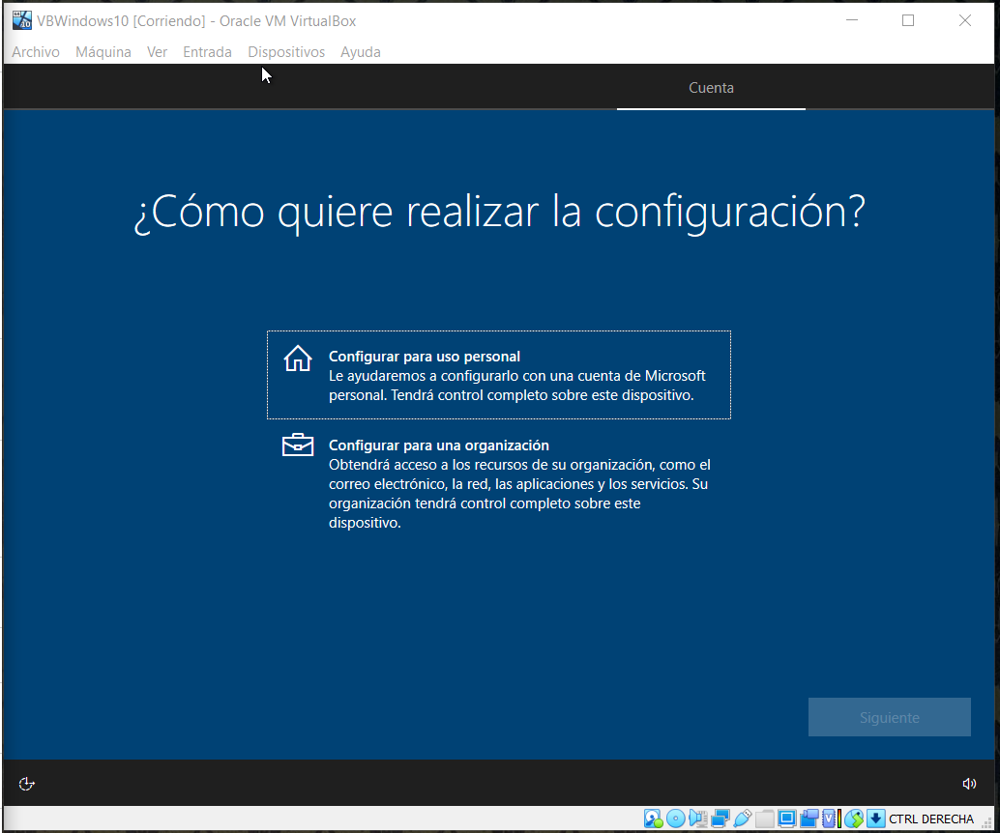 VBWindows10 [Corriendo] - Oracle VM VirtualBox
Archivo Máquina Ver Entrada Dispositivos Ayuda
Cuenta
¿Cómo quiere realizar la configuración?
Configurar para uso personal
Le ayudaremos a configurarlo con una cuenta de Microsoft
personal. Tendrá control completo sobre este dispositivo.
Configurar para una organización
Obtendrá acceso a los recursos de su organización, como el
correo electrónico, la red, las aplicaciones y los servicios. Su
organización tendrá control completo sobre este
dispositivo.
Siguiente
CTRL DERECHA